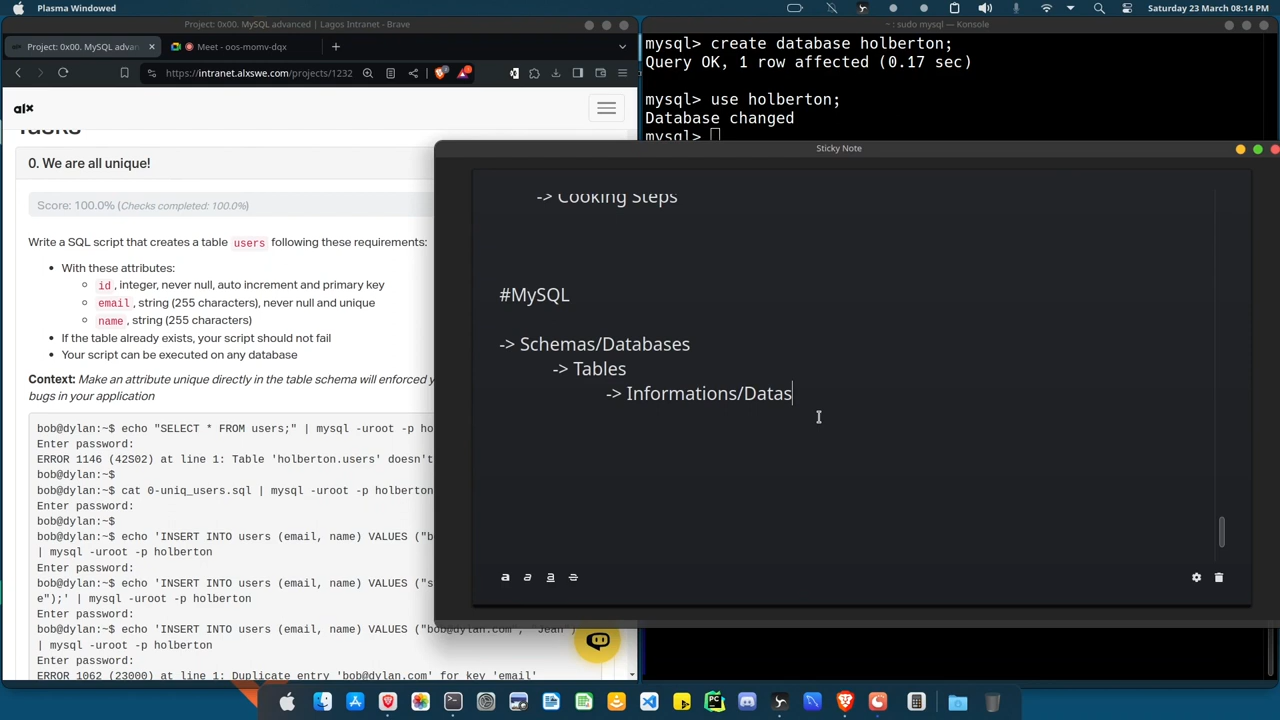 Plasma Windowed
Saturday 23 March 08:14 PM
Project: 0x00. MySQL advanced | Lagos Intranet - Brave
~ : sudo mysql — Konsole
Project: 0x00. MySQL advan
Meet - oos-momv-dqx
https://intranet.alxswe.com/projects/1232
mysql> create database holberton;
Query OK, 1 row affected (0.17 sec)
mysql> use holberton;
Database changed
mysql>
alx
Tasks
0. We are all unique!
Score: 100.0% (Checks completed: 100.0%)
Write a SQL script that creates a table users following these requirements:
• With these attributes:
id, integer, never null, auto increment and primary key
email, string (255 characters), never null and unique
name, string (255 characters)
• If the table already exists, your script should not fail
• Your script can be executed on any database
Context: Make an attribute unique directly in the table schema will enforced y
bugs in your application
bob@dylan:~$ echo "SELECT * FROM users;" | mysql -uroot -p ho
Enter password:
ERROR 1146 (42S02) at line 1: Table 'holberton.users' doesn't
bob@dylan:~$
bob@dylan:~$ cat 0-uniq_users.sql | mysql -uroot -p holberton
Enter password:
bob@dylan:~$
bob@dylan:~$ echo 'INSERT INTO users (email, name) VALUES ("b
| mysql -uroot -p holberton
Enter password:
bob@dylan:~$ echo 'INSERT INTO users (email, name) VALUES ("s
e");' | mysql -uroot -p holberton
Enter password:
bob@dylan:~$ echo 'INSERT INTO users (email, name) VALUES ("bob@dylan.com", "Jean")
| mysql -uroot -p holberton
Enter password:
ERROR 1062 (23000) at line 1: Duplicate entry 'bob@dylan.com' for key 'email'
Sticky Note
-> Cooking Steps
#MySQL
-> Schemas/Databases
-> Tables
-> Informations/Datas
a a a